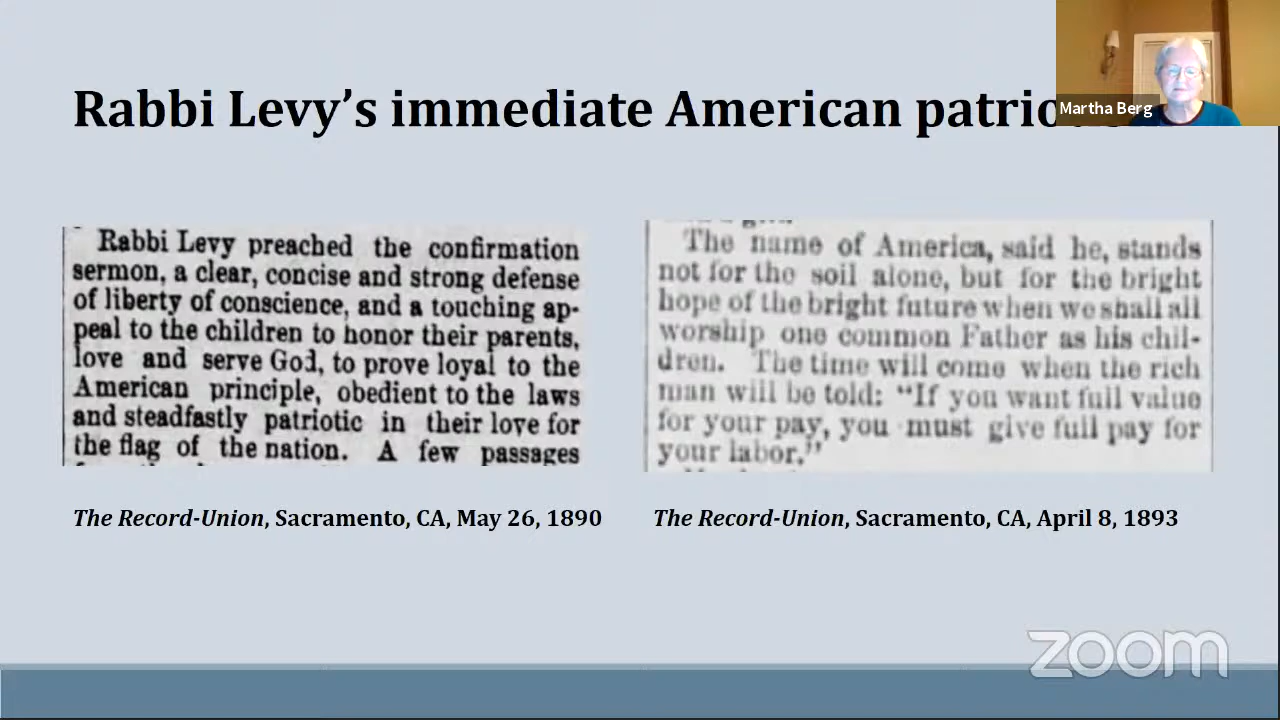 Rabbi Levy’s immediate American
Martha Berg
Rabbi Levy preached the confirmation
sermon, a clear, concise and strong defense
of liberty of conscience, and a touching ap-
peal to the children to honor their parents,
love and serve God, to prove loyal to the
American principle, obedient to the laws
and steadfastly patriotic in their love for
the flag of the nation. A few passages
The Record-Union, Sacramento, CA, May 26, 1890
The name of America, said he, stands
not for the soil alone, but for the bright
hope of the bright future when we shall all
worship one common Father as his chil-
dren. The time will come when the rich
man will be told: “If you want full value
for your pay, you must give full pay for
your labor.”
The Record-Union, Sacramento, CA, April 8, 1893
zoom